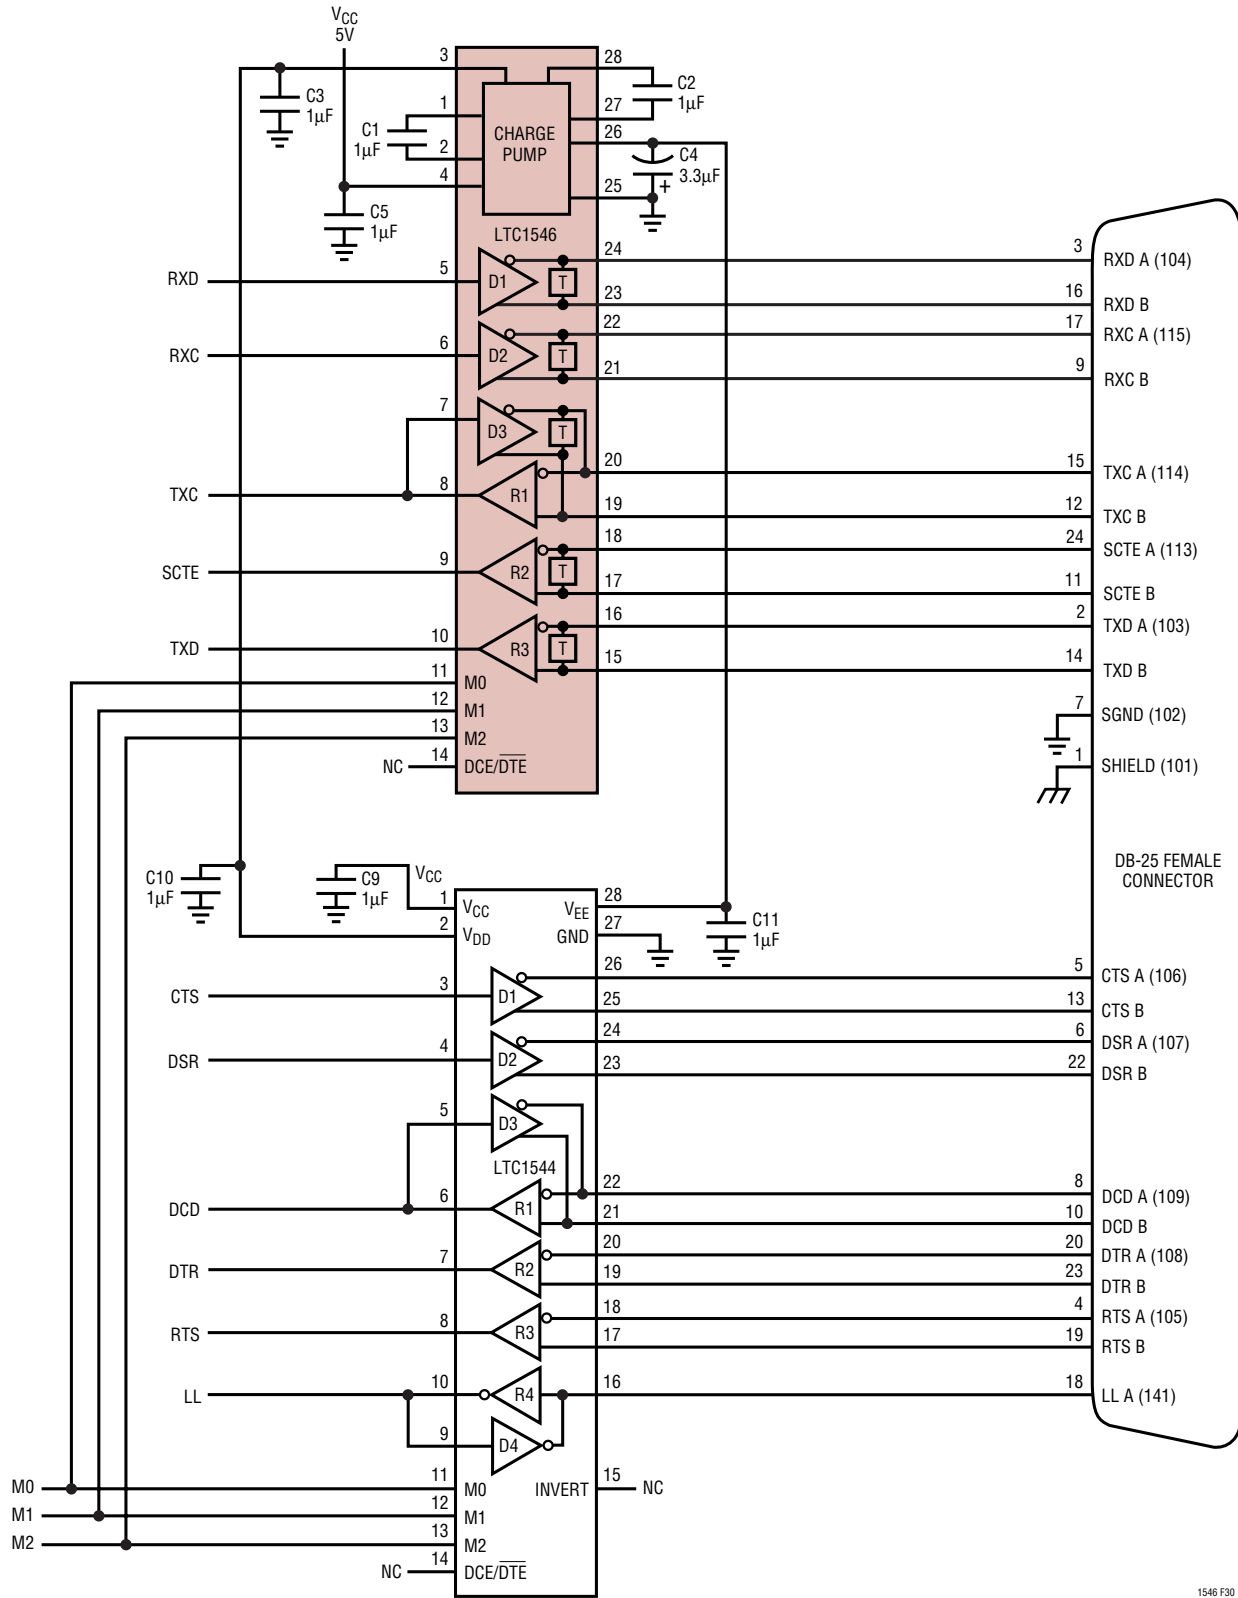 VCC
5V
3
28
C3
1µF
C2
1µF
1
27
C1
1µF
CHARGE
PUMP
26
2
C4
3.3µF
+
4
25
C5
1µF
LTC1546
RXD
5
D1
T
24
3
RXD A (104)
23
16
RXD B
RXC
6
D2
T
22
17
RXC A (115)
21
9
RXC B
7
D3
T
20
15
TXC A (114)
TXC
8
R1
19
12
TXC B
18
24
SCTE A (113)
SCTE
9
R2
T
17
11
SCTE B
16
2
TXD A (103)
TXD
10
R3
T
15
14
TXD B
11
M0
12
M1
13
M2
NC
14
DCE/DTE
7
SGND (102)
1
SHIELD (101)
DB-25 FEMALE
CONNECTOR
C10
1µF
C9
1µF
VCC
1
VCC
VEE
28
2
VDD
GND
27
C11
1µF
CTS
3
D1
26
5
CTS A (106)
25
13
CTS B
DSR
4
D2
24
6
DSR A (107)
23
22
DSR B
5
D3
LTC1544
DCD
6
R1
22
8
DCD A (109)
21
10
DCD B
DTR
7
R2
20
20
DTR A (108)
19
23
DTR B
RTS
8
R3
18
4
RTS A (105)
17
19
RTS B
LL
10
R4
16
18
LL A (141)
9
D4
M0
11
M0
INVERT
15
NC
M1
12
M1
M2
13
M2
NC
14
DCE/DTE
1546 F30